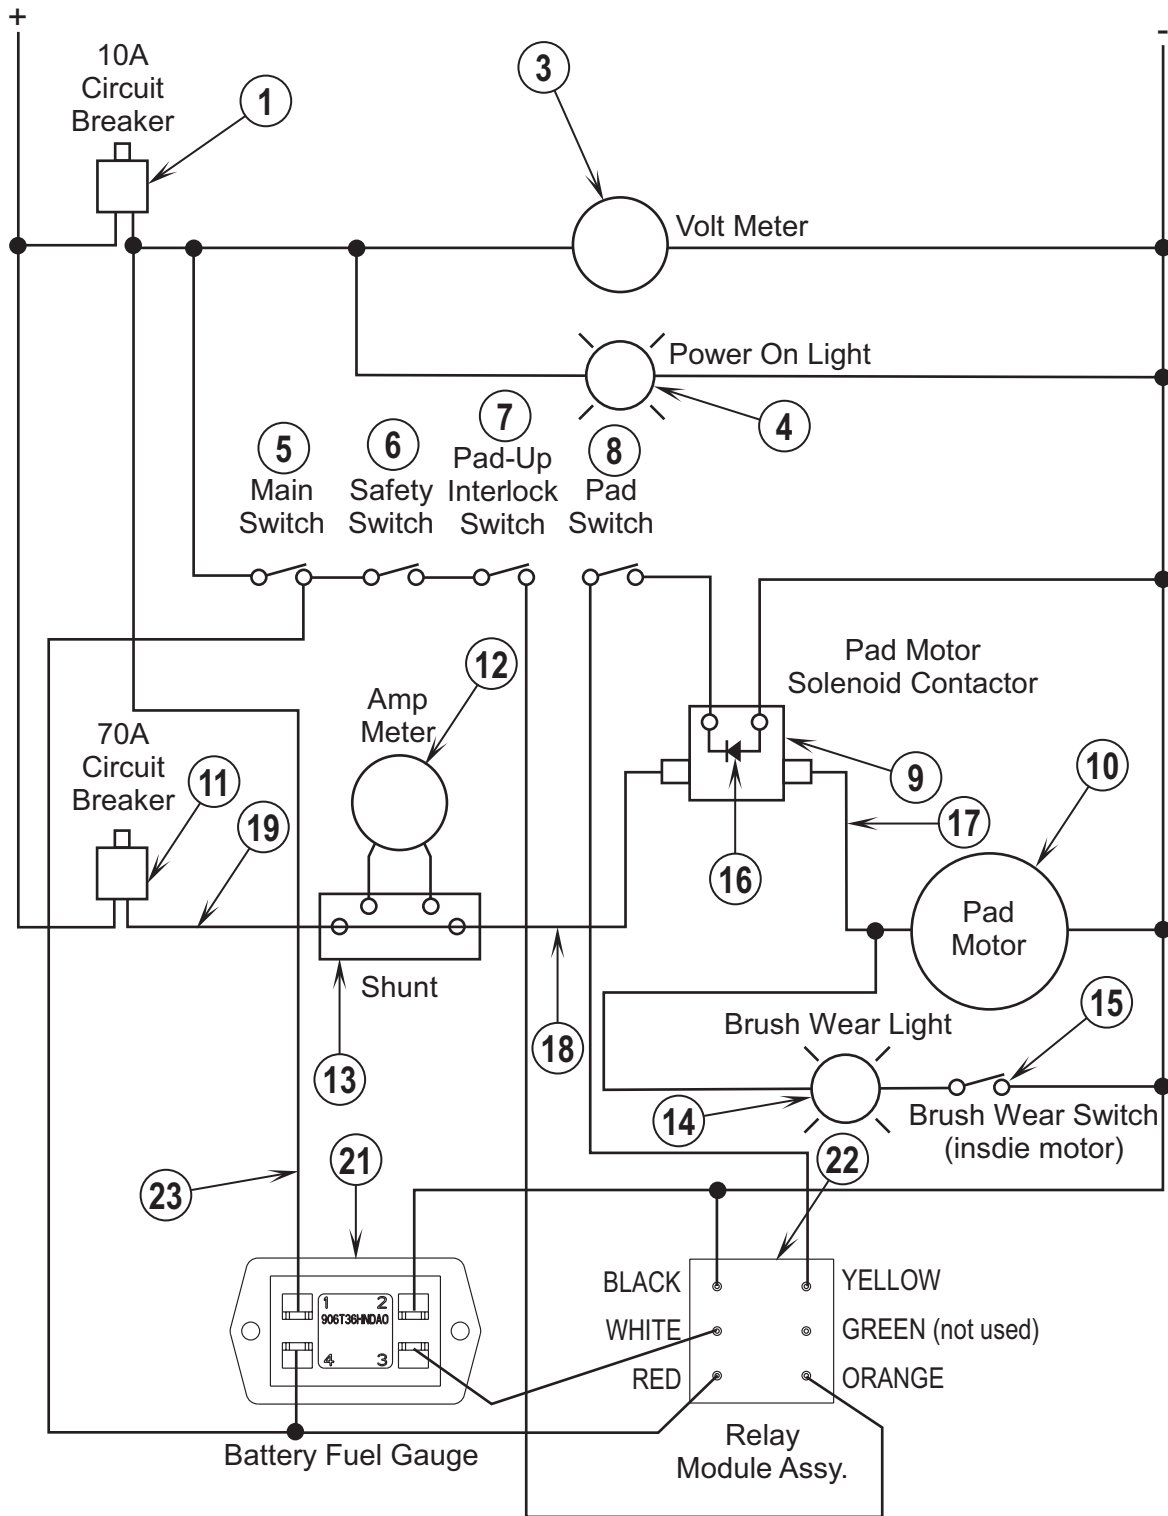 +
-
10A
Circuit
Breaker
1
3
Volt Meter
Power On Light
4
5
Main
Switch
6
Safety
Switch
7
Pad-Up
Interlock
Switch
8
Pad
Switch
Pad Motor
Solenoid Contactor
12
Amp
Meter
70A
Circuit
Breaker
11
19
9
10
17
16
Pad
Motor
Shunt
13
18
Brush Wear Light
15
14
Brush Wear Switch
(insdie motor)
21
22
23
1
2
906T36HNDAO
4
3
BLACK
YELLOW
WHITE
GREEN (not used)
RED
ORANGE
Battery Fuel Gauge
Relay
Module Assy.